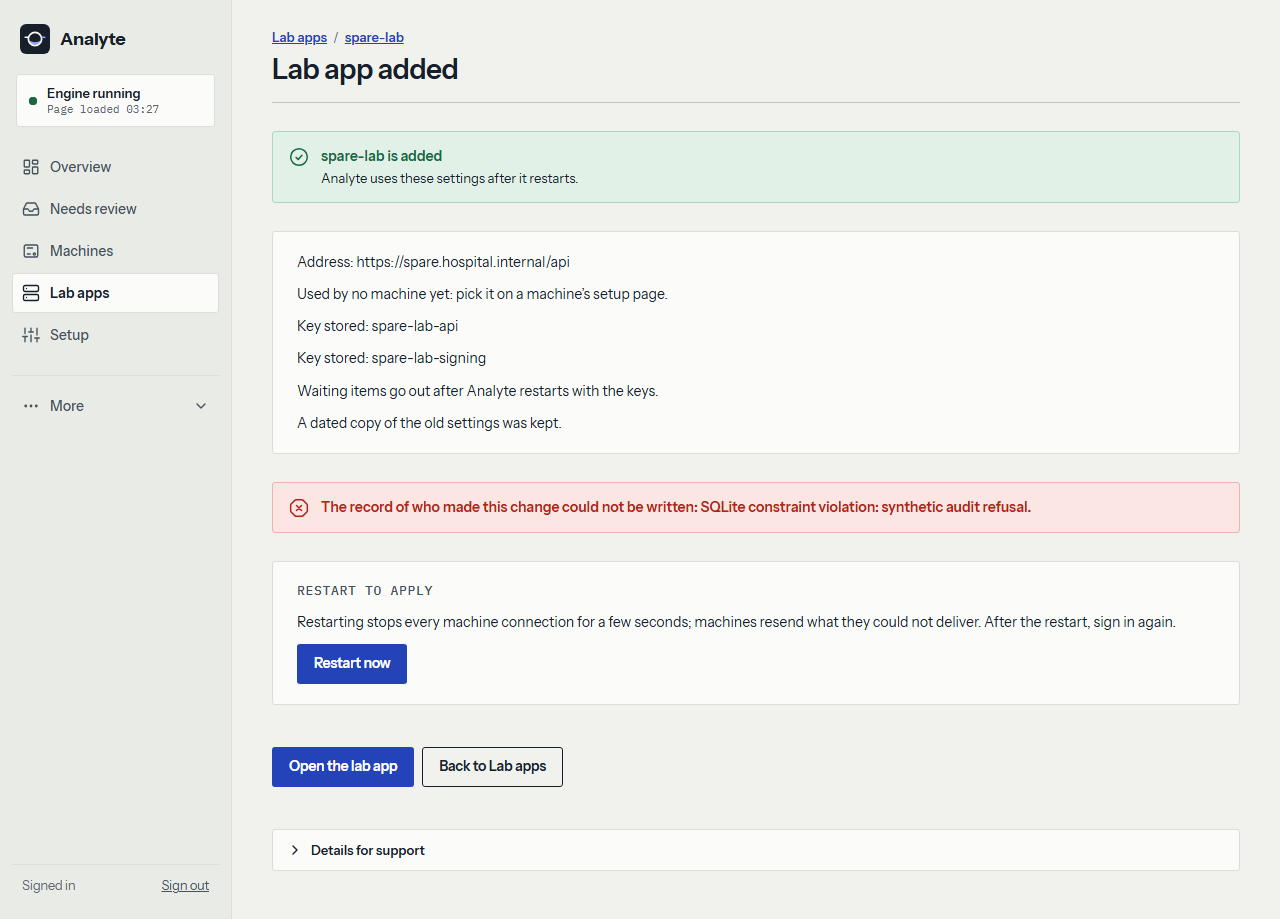 Analyte
Engine running
Page loaded 03:27
Overview
Needs review
Machines
Lab apps
Setup
More
Signed in
Sign out
Lab apps / spare-lab
Lab app added
spare-lab is added
Analyte uses these settings after it restarts.
Address: https://spare.hospital.internal/api
Used by no machine yet: pick it on a machine’s setup page.
Key stored: spare-lab-api
Key stored: spare-lab-signing
Waiting items go out after Analyte restarts with the keys.
A dated copy of the old settings was kept.
The record of who made this change could not be written: SQLite constraint violation: synthetic audit refusal.
RESTART TO APPLY
Restarting stops every machine connection for a few seconds; machines resend what they could not deliver. After the restart, sign in again.
Restart now
Open the lab app
Back to Lab apps
Details for support